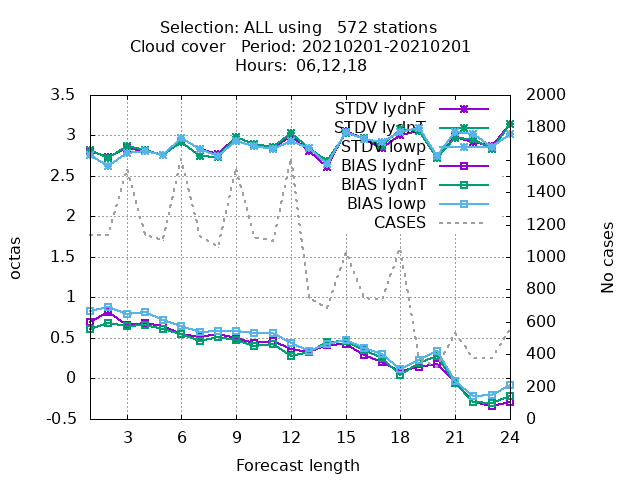 Selection: ALL using   572 stations
Cloud cover   Period: 20210201-20210201
Hours: 06,12,18
3.5
3
2.5
2
1.5
1
0.5
0
-0.5
2000
1800
1600
1400
1200
1000
800
600
400
200
0
STDV lydnF
STDV lydnT
STDV lowp
BIAS lydnF
BIAS lydnT
BIAS lowp
CASES
octas
No cases
3 6 9 12 15 18 21 24
Forecast length